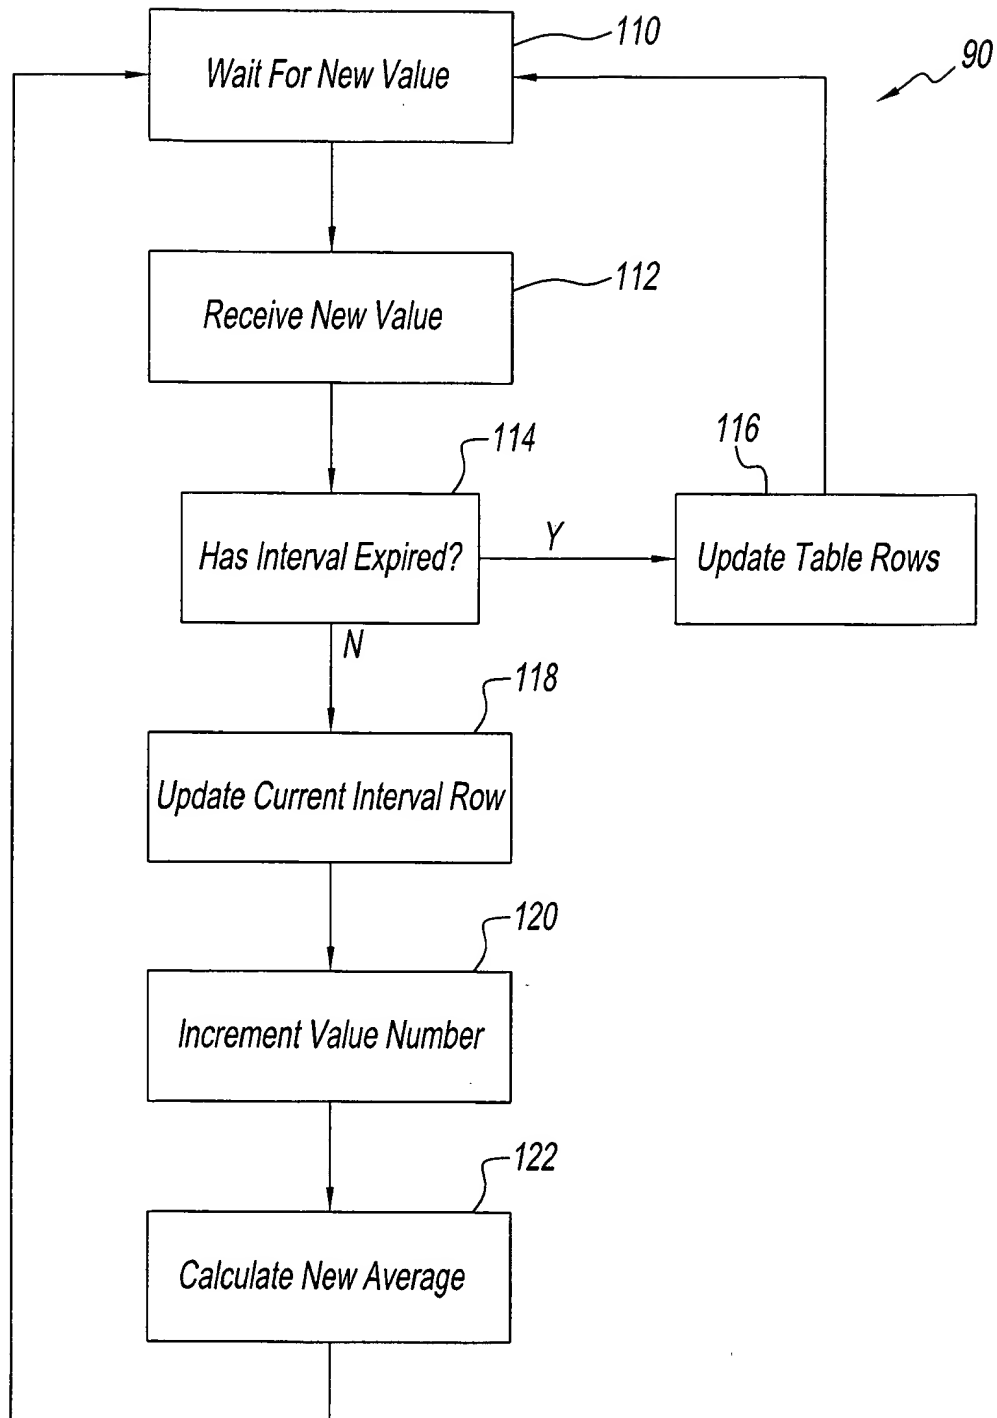 110
Wait For New Value
90
112
Receive New Value
114
116
Has Interval Expired?
Y
Update Table Rows
N
118
Update Current Interval Row
120
Increment Value Number
122
Calculate New Average